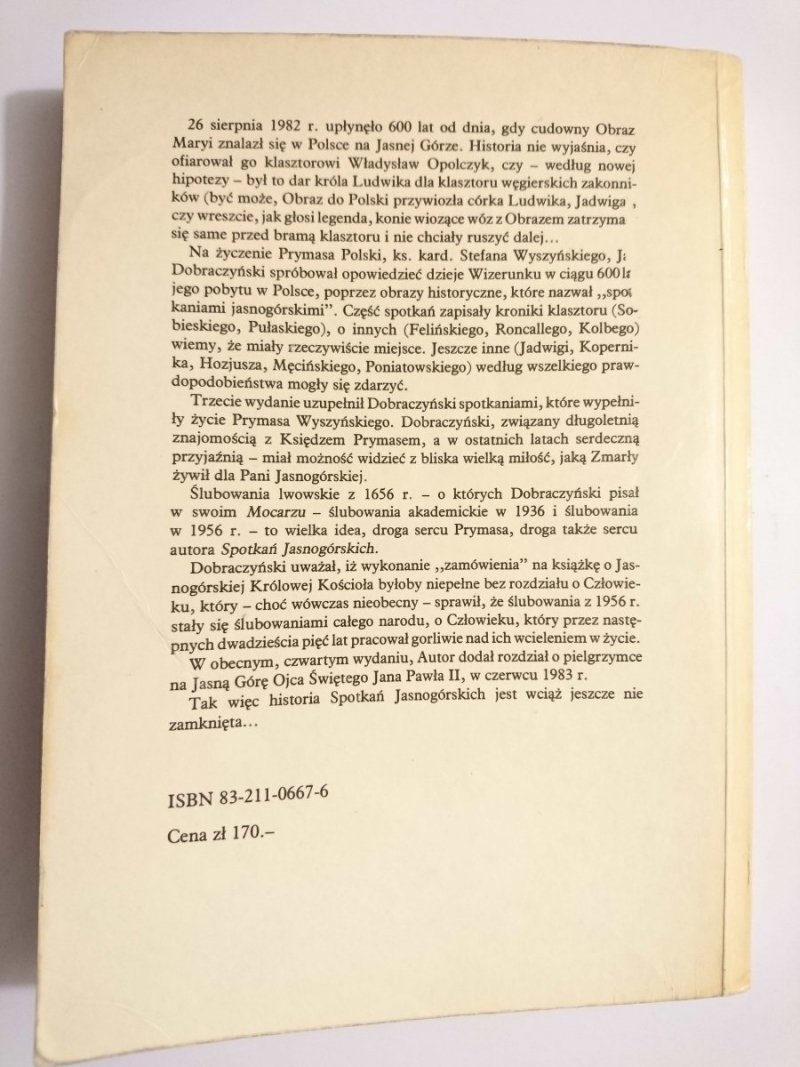 26 sierpnia 1982 r. upłynęło 600 lat od dnia, gdy cudowny Obraz
Maryi znalazł się w Polsce na Jasnej Górze. Historia nie wyjaśnia, czy
ofiarował go klasztorowi Władysław Opolczyk, czy – według nowej
hipotezy – był to dar króla Ludwika dla klasztoru węgierskich zakonni-
ków (być może, Obraz do Polski przywiozła córka Ludwika, Jadwiga ,
czy wreszcie, jak głosi legenda, konie wiozące wóz z Obrazem zatrzyma
się same przed bramą klasztoru i nie chciały ruszyć dalej...
Na życzenie Prymasa Polski, ks. kard. Stefana Wyszyńskiego,
Dobraczyński spróbował opowiedzieć dzieje Wizerunku w ciągu 600
jego pobytu w Polsce, poprzez obrazy historyczne, które nazwał „spot
kaniami jasnogórskimi”. Część spotkań zapisały kroniki klasztoru (So-
bieskiego, Pułaskiego), o innych (Felińskiego, Roncallego, Kolbego)
wiemy, że miały rzeczywiście miejsce. Jeszcze inne (Jadwigi, Koperni-
ka, Hozjusza, Męcińskiego, Poniatowskiego) według wszelkiego praw-
dopodobieństwa mogły się zdarzyć.
Trzecie wydanie uzupełnił Dobraczyński spotkaniami, które wypełni-
ły życie Prymasa Wyszyńskiego. Dobraczyński, związany długoletnią
znajomością z Księdzem Prymasem, a w ostatnich latach serdeczną
przyjaźnią – miał możność widzieć z bliska wielką miłość, jaką Zmarły
żywił dla Pani Jasnogórskiej.
Ślubowania lwowskie z 1656 r. – o których Dobraczyński pisał
w swoim Mocarzu – ślubowania akademickie w 1936 i ślubowania
w 1956 r. – to wielka idea, droga sercu Prymasa, droga także sercu
autora Spotkań Jasnogórskich.
Dobraczyński uważał, iż wykonanie „zamówienia” na książkę o Jas-
nogórskiej Królowej Kościoła byłoby niepełne bez rozdziału o Człowie-
ku, który – choć wówczas nieobecny – sprawił, że ślubowania z 1956 r.
stały się ślubowaniami całego narodu, o Człowieku, który przez nastę-
pnych dwadzieścia pięć lat pracował gorliwie nad ich wcieleniem w życie.
W obecnym, czwartym wydaniu, Autor dodał rozdział o pielgrzymce
na Jasną Górę Ojca Świętego Jana Pawła II, w czerwcu 1983 r.
Tak więc historia Spotkań Jasnogórskich jest wciąż jeszcze nie
zamknięta...
ISBN 83-211-0667-6
Cena zł 170.–